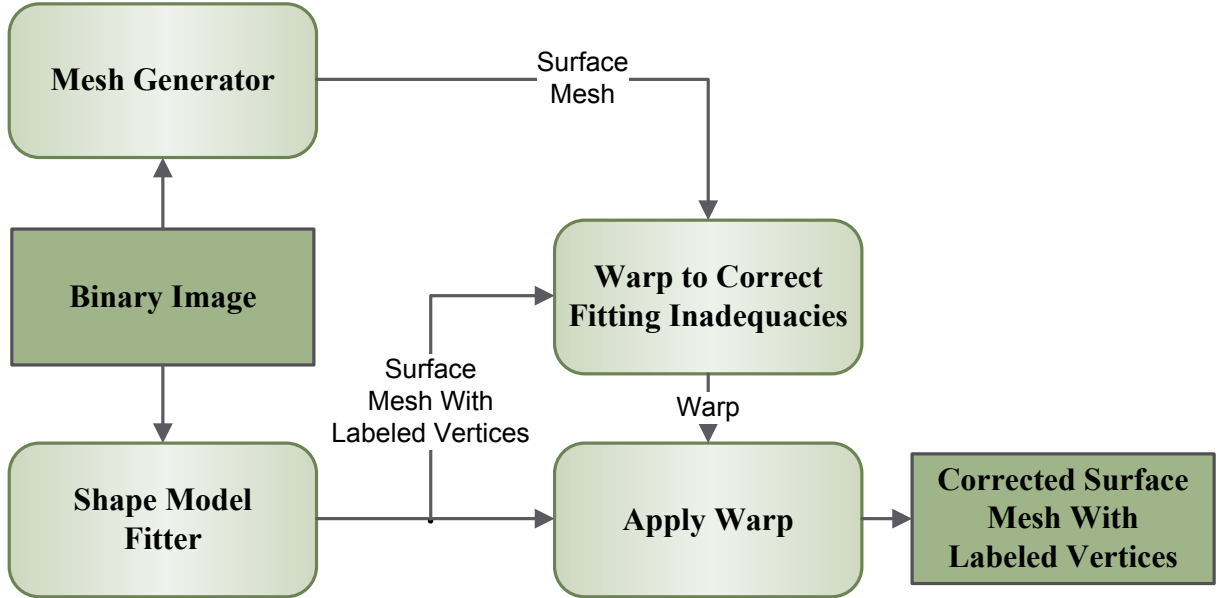 Mesh Generator
Surface
Mesh
Binary Image
Warp to Correct
Fitting Inadequacies
Surface
Mesh With
Labeled Vertices
Warp
Shape Model
Fitter
Apply Warp
Corrected Surface
Mesh With
Labeled Vertices